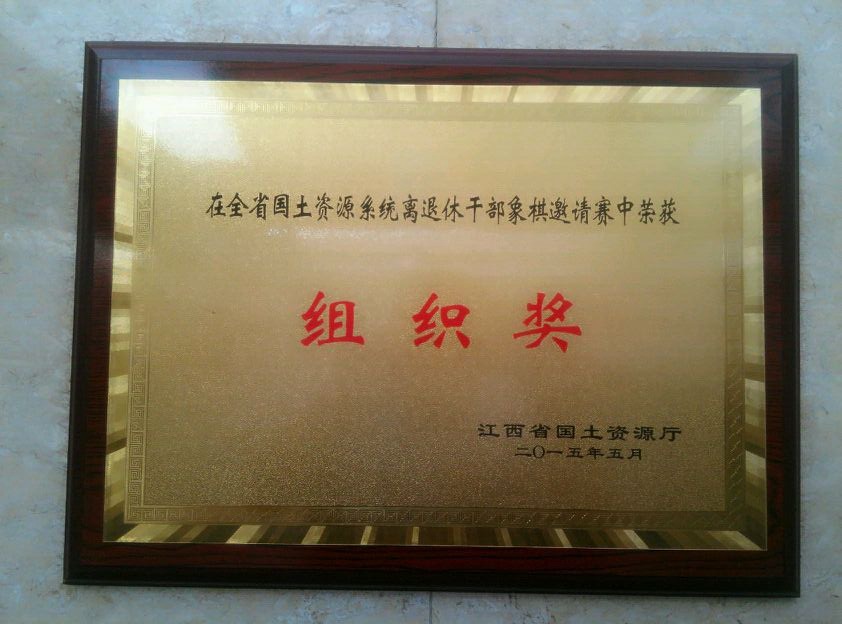 在全省国土资源系统离退休干部象棋邀请赛中荣获
组织奖
江西省国土资源厅
二〇一五年五月